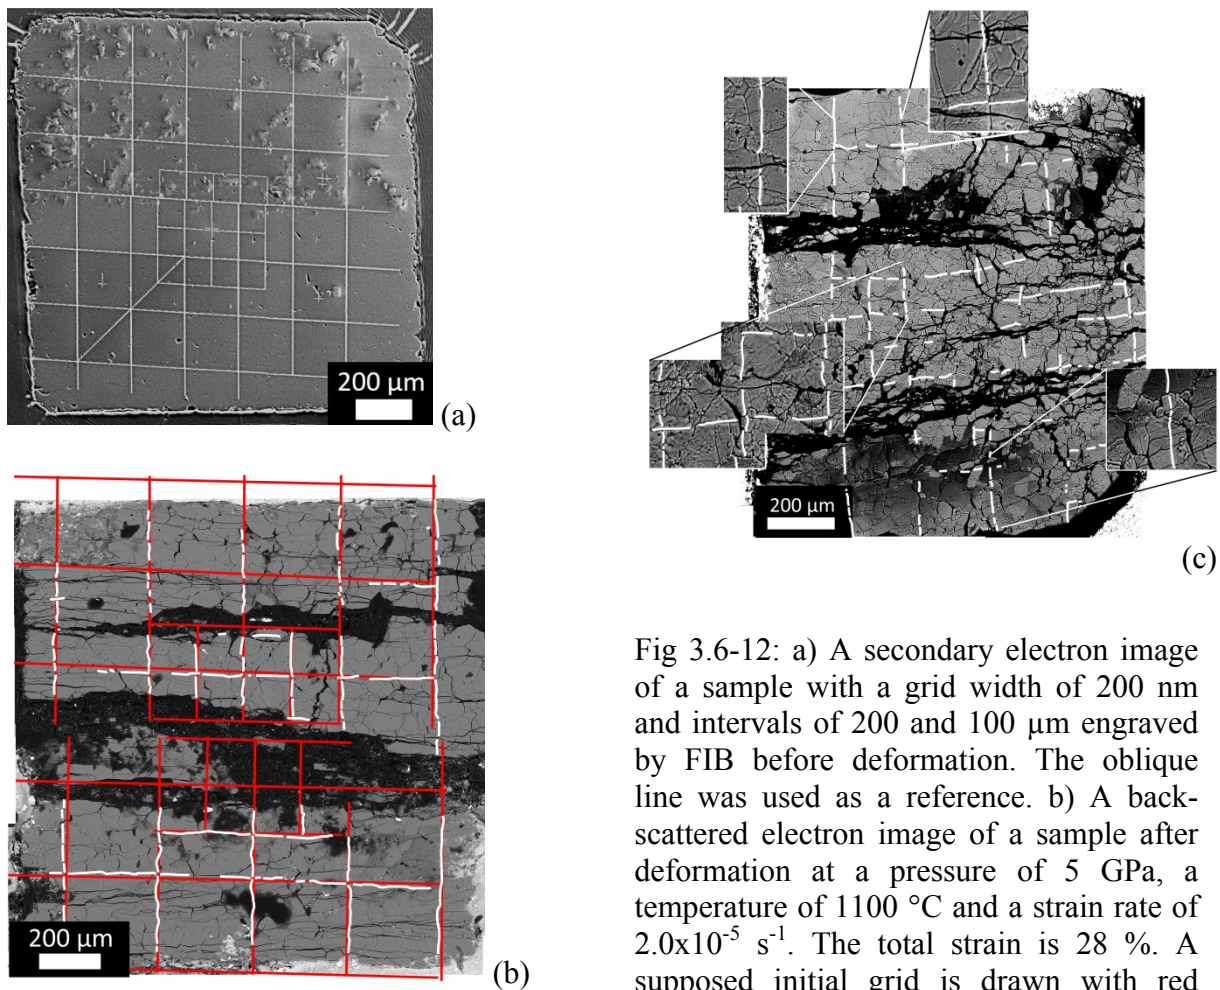 200 µm
(a)
200 µm
(c)
200 µm
(b)
Fig 3.6-12: a) A secondary electron image
of a sample with a grid width of 200 nm
and intervals of 200 and 100 µm engraved
by FIB before deformation. The oblique
line was used as a reference. b) A back-
scattered electron image of a sample after
deformation at a pressure of 5 GPa, a
temperature of 1100 °C and a strain rate of
2.0x10⁻⁵ s⁻¹. The total strain is 28 %. A
supposed initial grid is drawn with red